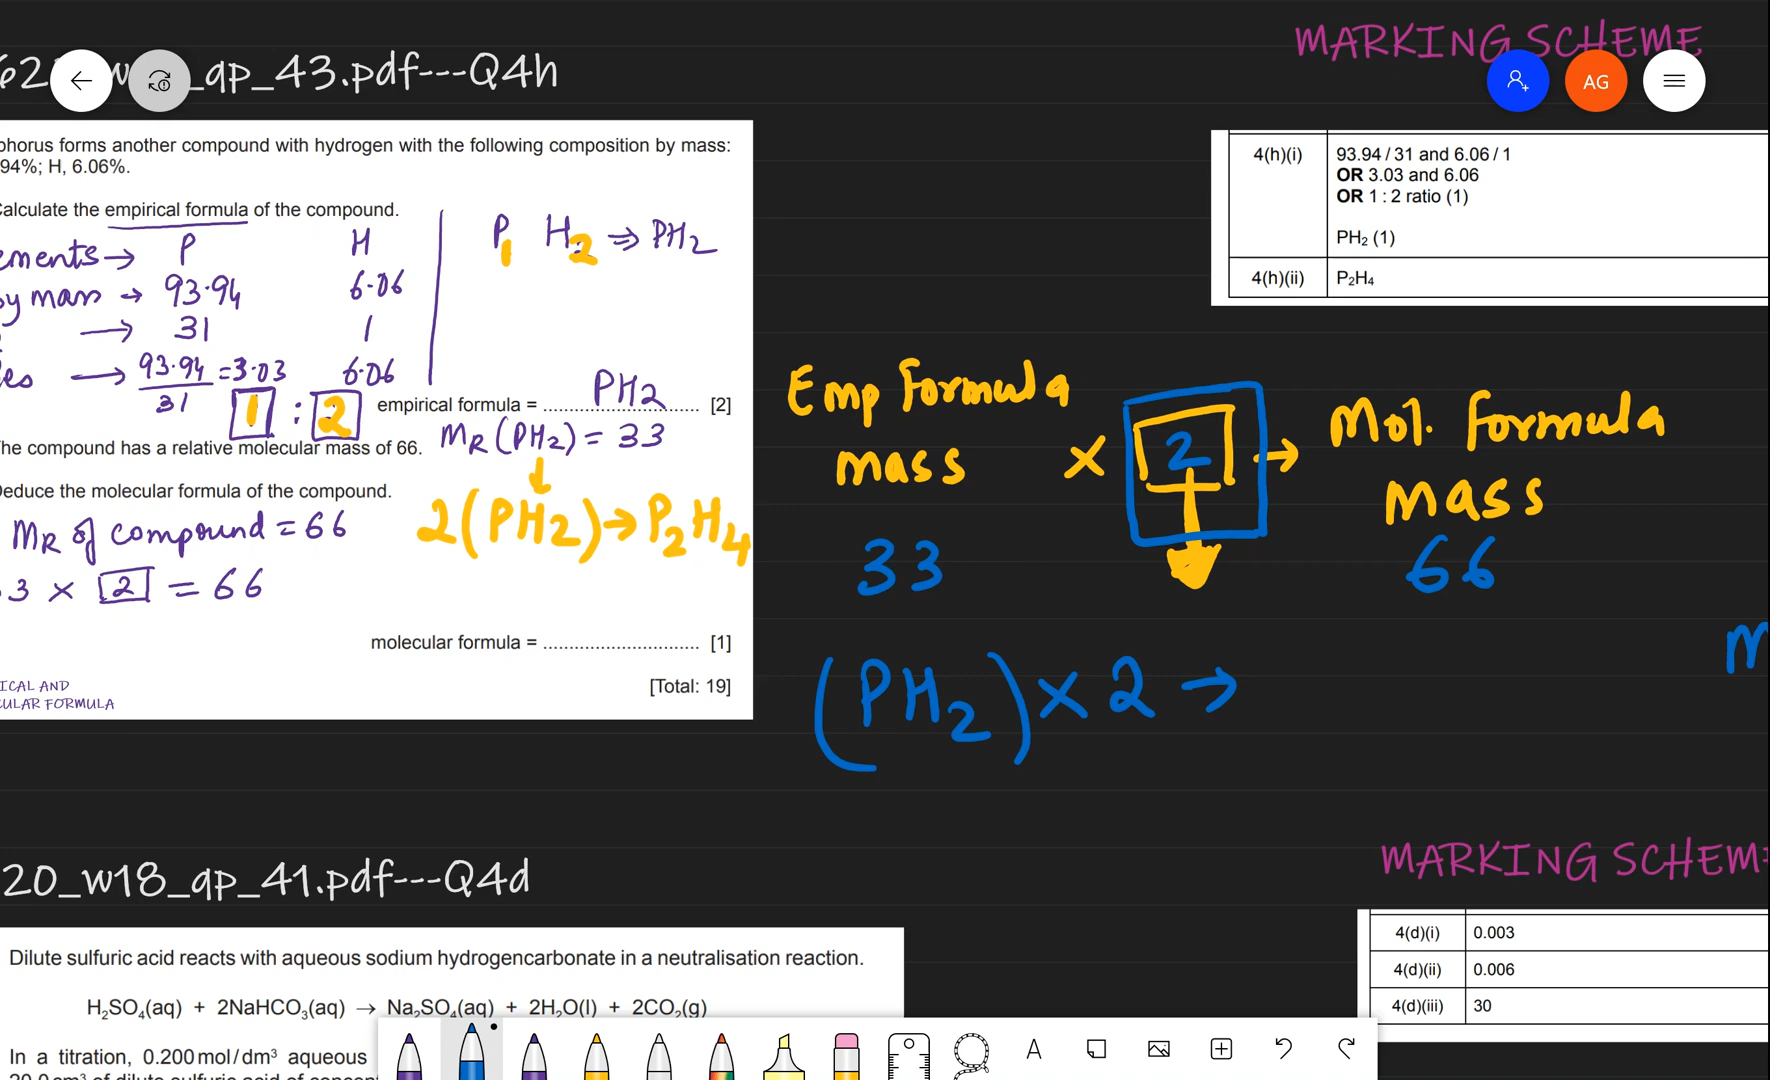 MARKING SCHEME
62 _qp_43.pdf---Q4h
AG
phorus forms another compound with hydrogen with the following composition by mass:
94%; H, 6.06%.
Calculate the empirical formula of the compound.
ements → P H
by mass → 93.94 6.06
→ 31 1
es → 93.94 = 3.03 6.06
31
1 : 2
P1 H2 ⇒ PH2
PH2
empirical formula = ............................ [2]
The compound has a relative molecular mass of 66.
MR (PH2) = 33
Deduce the molecular formula of the compound.
MR of compound = 66
3 × 2 = 66
2(PH2) → P2H4
molecular formula = ............................ [1]
[Total: 19]
ICAL AND
CULAR FORMULA
4(h)(i) 93.94 / 31 and 6.06 / 1
OR 3.03 and 6.06
OR 1 : 2 ratio (1)
PH₂ (1)
4(h)(ii) P₂H₄
Emp formula mass × 2 → Mol. formula mass
33 66
(PH2) × 2 →
20_w18_qp_41.pdf---Q4d
MARKING SCHEM
Dilute sulfuric acid reacts with aqueous sodium hydrogencarbonate in a neutralisation reaction.
H₂SO₄(aq) + 2NaHCO₃(aq) → Na₂SO₄(aq) + 2H₂O(l) + 2CO₂(g)
In a titration, 0.200 mol/dm³ aqueous
4(d)(i) 0.003
4(d)(ii) 0.006
4(d)(iii) 30
A